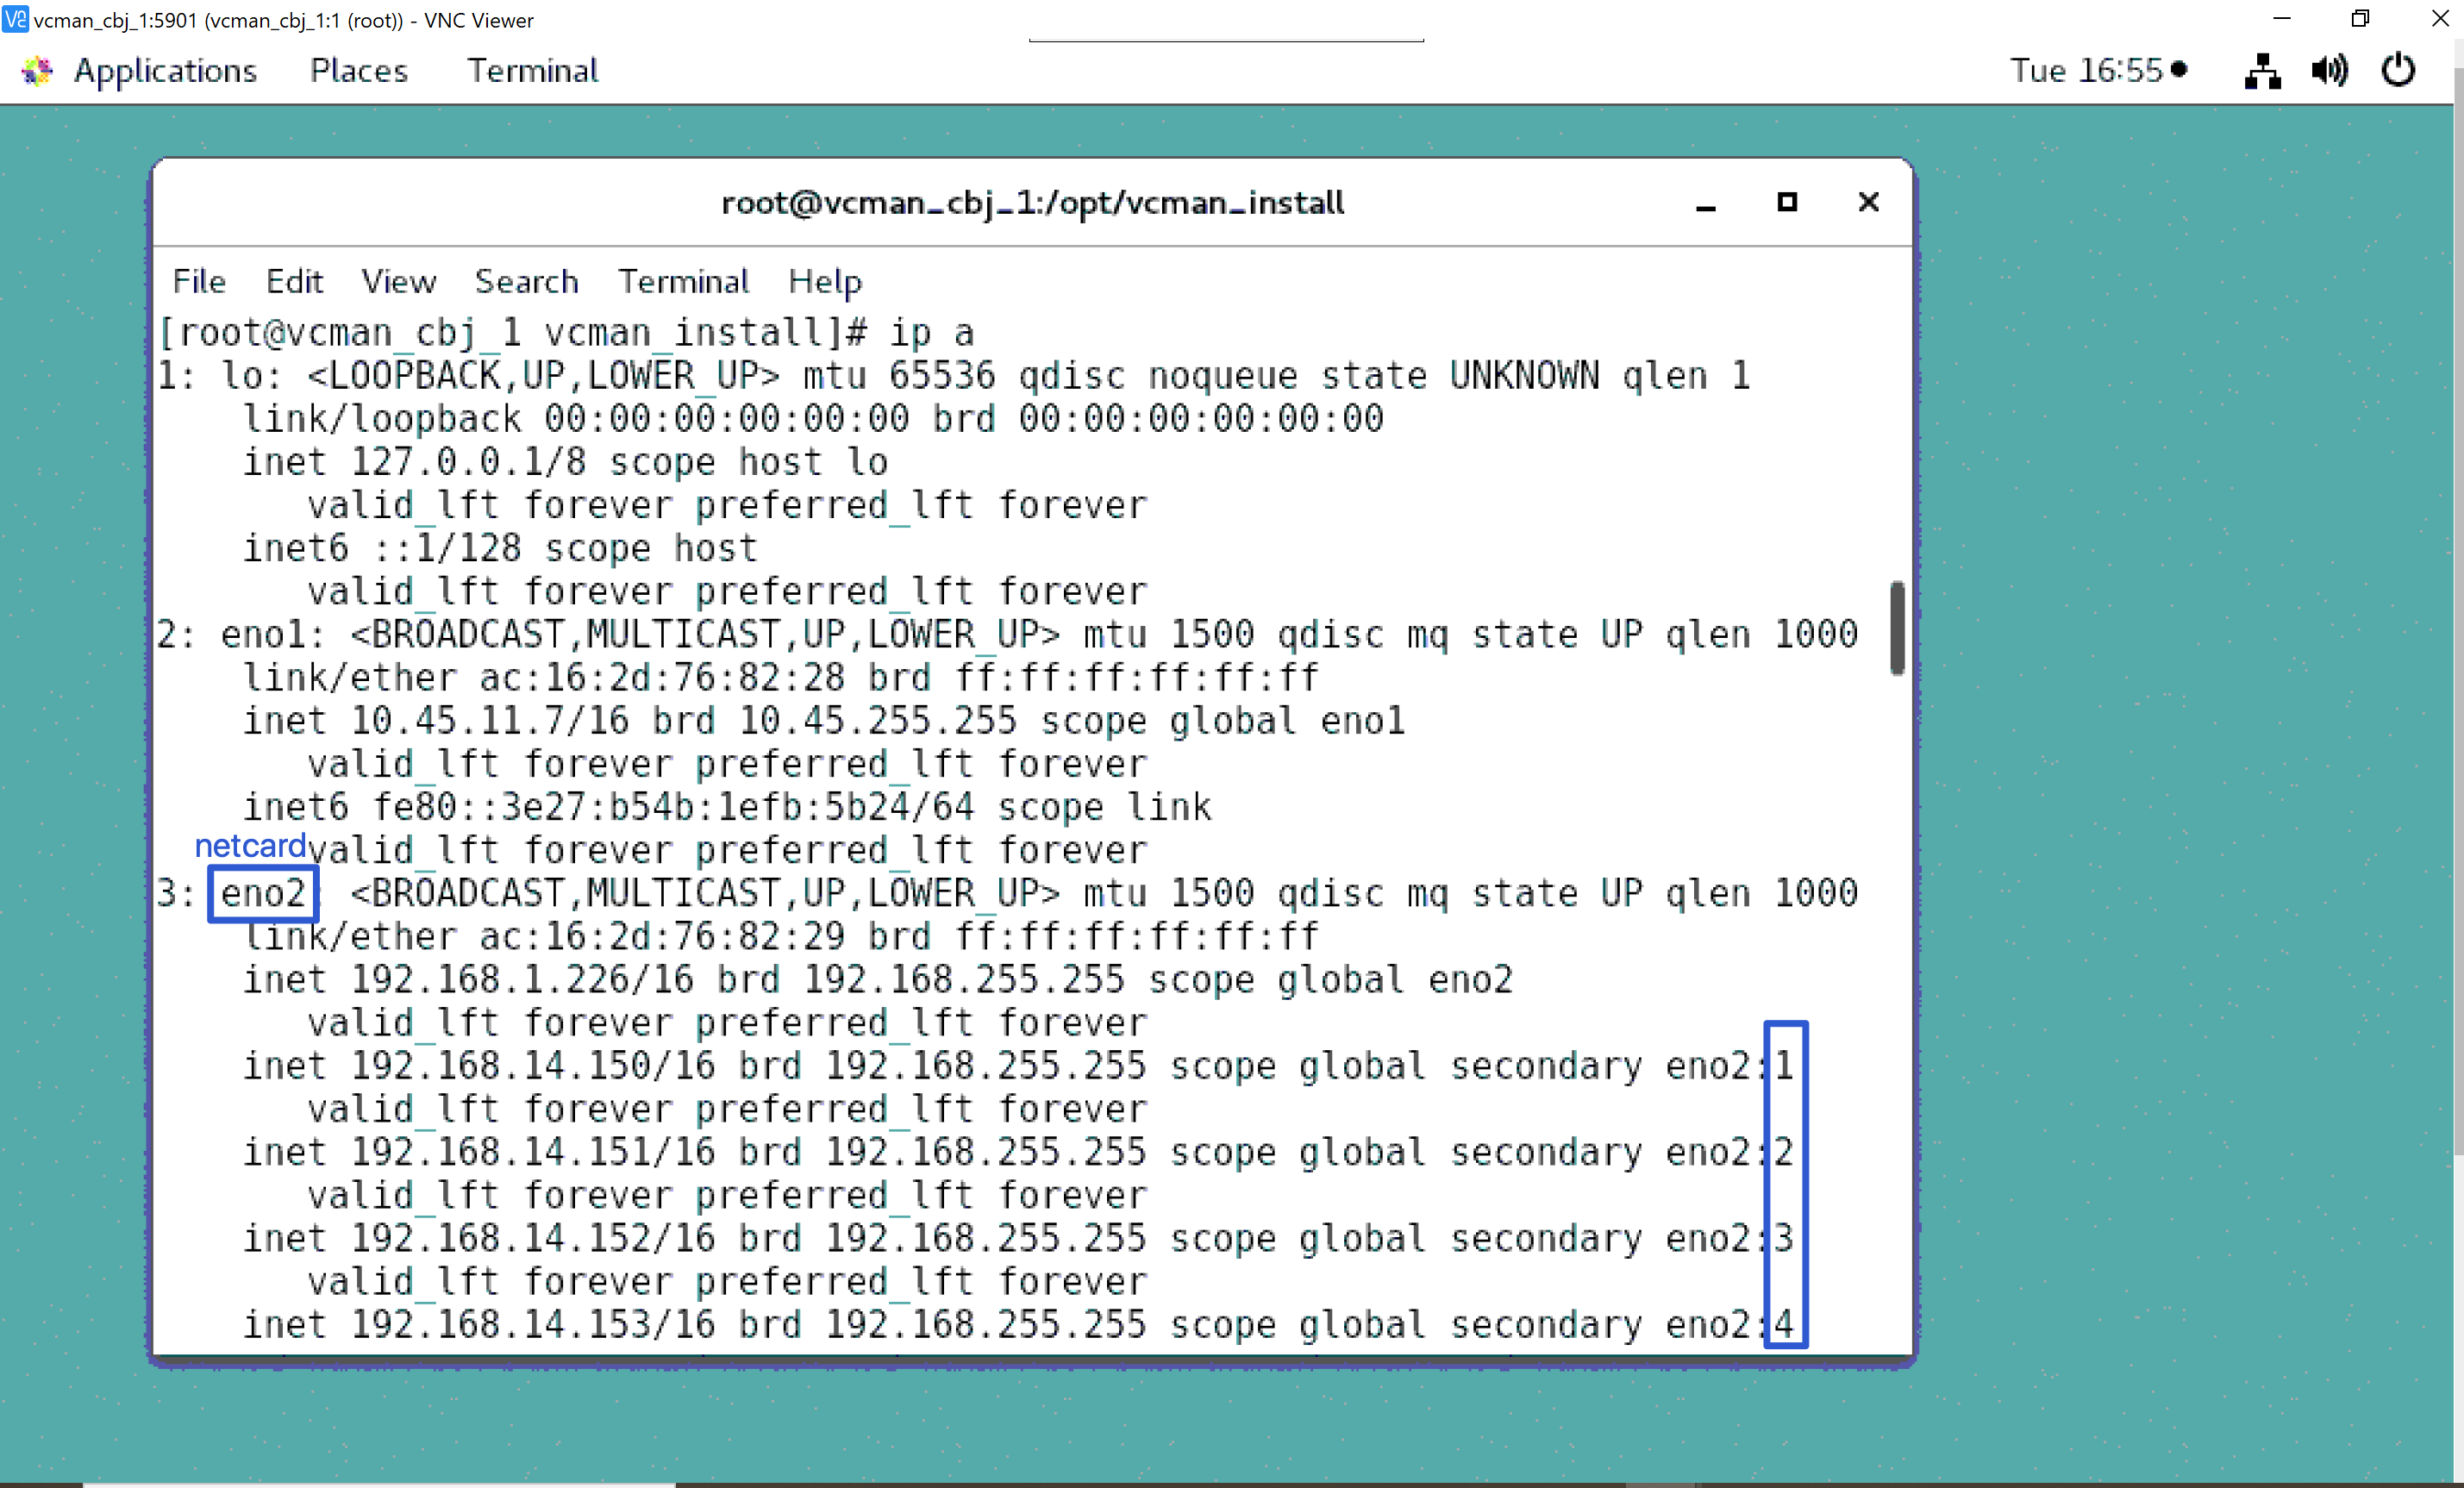 vcman_cbj_1:5901 (vcman_cbj_1:1 (root)) - VNC Viewer
Applications Places Terminal Tue 16:55
root@vcman_cbj_1:/opt/vcman_install
File Edit View Search Terminal Help
[root@vcman_cbj_1 vcman_install]# ip a
1: lo: <LOOPBACK,UP,LOWER_UP> mtu 65536 qdisc noqueue state UNKNOWN qlen 1
link/loopback 00:00:00:00:00:00 brd 00:00:00:00:00:00
inet 127.0.0.1/8 scope host lo
valid_lft forever preferred_lft forever
inet6 ::1/128 scope host
valid_lft forever preferred_lft forever
2: eno1: <BROADCAST,MULTICAST,UP,LOWER_UP> mtu 1500 qdisc mq state UP qlen 1000
link/ether ac:16:2d:76:82:28 brd ff:ff:ff:ff:ff:ff
inet 10.45.11.7/16 brd 10.45.255.255 scope global eno1
valid_lft forever preferred_lft forever
inet6 fe80::3e27:b54b:1efb:5b24/64 scope link
netcard
valid_lft forever preferred_lft forever
3: eno2: <BROADCAST,MULTICAST,UP,LOWER_UP> mtu 1500 qdisc mq state UP qlen 1000
link/ether ac:16:2d:76:82:29 brd ff:ff:ff:ff:ff:ff
inet 192.168.1.226/16 brd 192.168.255.255 scope global eno2
valid_lft forever preferred_lft forever
inet 192.168.14.150/16 brd 192.168.255.255 scope global secondary eno2:1
valid_lft forever preferred_lft forever
inet 192.168.14.151/16 brd 192.168.255.255 scope global secondary eno2:2
valid_lft forever preferred_lft forever
inet 192.168.14.152/16 brd 192.168.255.255 scope global secondary eno2:3
valid_lft forever preferred_lft forever
inet 192.168.14.153/16 brd 192.168.255.255 scope global secondary eno2:4